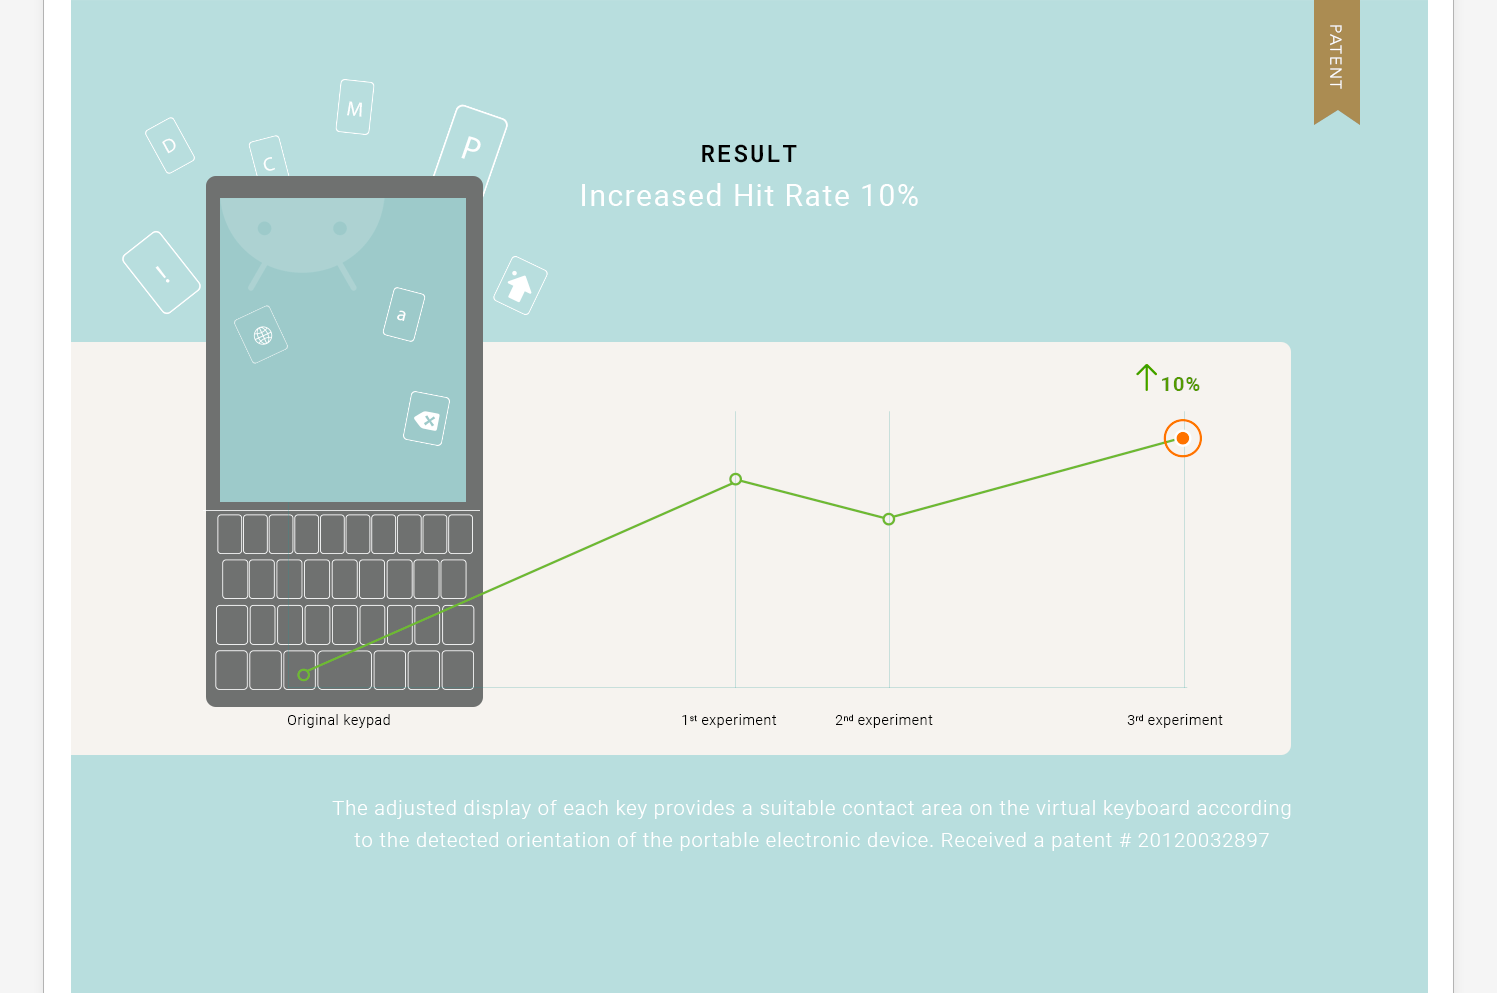 PATENT
M
P
D
C
RESULT
Increased Hit Rate 10%
!
a
10%
Original keypad
1st experiment
2nd experiment
3rd experiment
The adjusted display of each key provides a suitable contact area on the virtual keyboard according
to the detected orientation of the portable electronic device. Received a patent # 20120032897